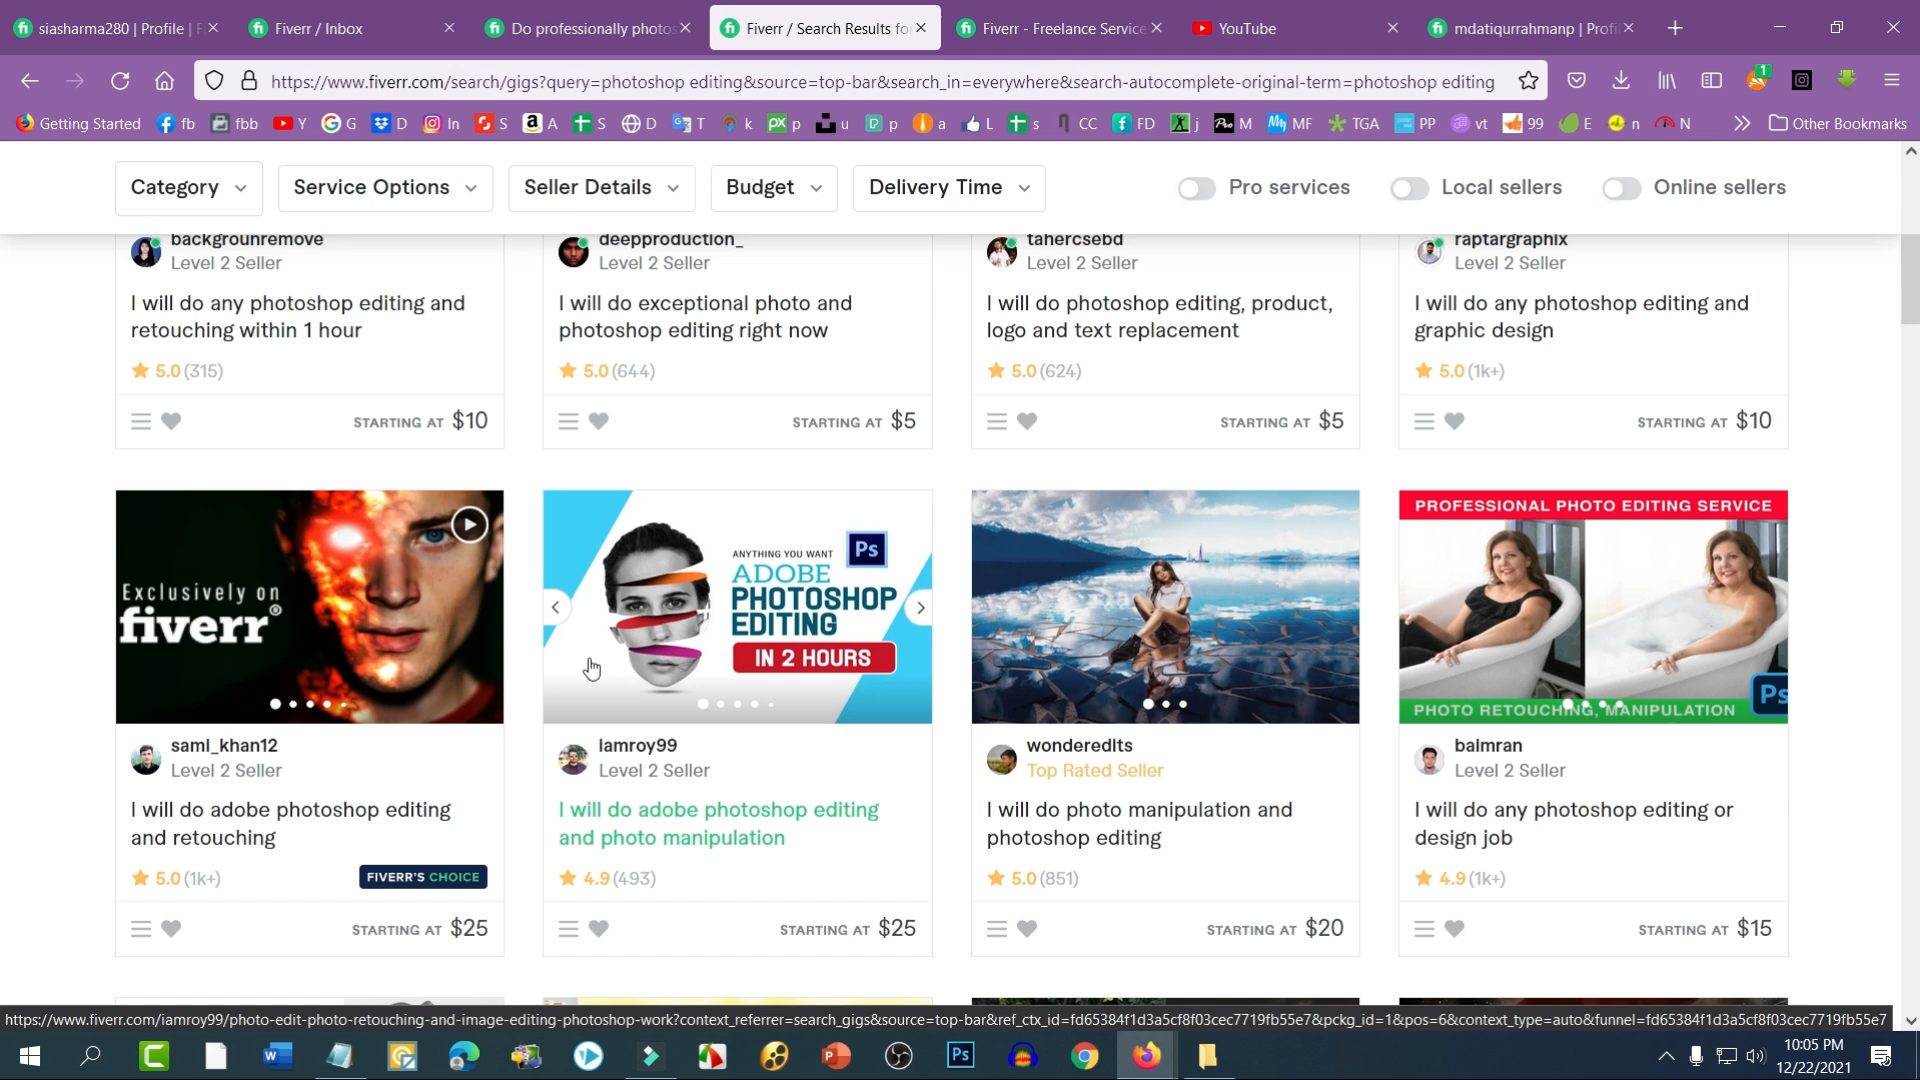 siasharma280 | Profile | F
Fiverr / Inbox
Do professionally photos
Fiverr / Search Results fo
Fiverr - Freelance Service
YouTube
mdatiqurrahmanp | Profi
https://www.fiverr.com/search/gigs?query=photoshop editing&source=top-bar&search_in=everywhere&search-autocomplete-original-term=photoshop editing
1
Getting Started fb fbb Y G D In S A S D T k p u p a L s CC FD j M MF TGA PP vt 99 E n N Other Bookmarks
Category Service Options Seller Details Budget Delivery Time Pro services Local sellers Online sellers
backgrounremove
Level 2 Seller
I will do any photoshop editing and
retouching within 1 hour
5.0 (315)
STARTING AT $10
deepproduction_
Level 2 Seller
I will do exceptional photo and
photoshop editing right now
5.0 (644)
STARTING AT $5
tahercsebd
Level 2 Seller
I will do photoshop editing, product,
logo and text replacement
5.0 (624)
STARTING AT $5
raptargraphix
Level 2 Seller
I will do any photoshop editing and
graphic design
5.0 (1k+)
STARTING AT $10
Exclusively on
fiverr®
saml_khan12
Level 2 Seller
I will do adobe photoshop editing
and retouching
5.0 (1k+)
FIVERR'S CHOICE
STARTING AT $25
ANYTHING YOU WANT
Ps
ADOBE
PHOTOSHOP
EDITING
IN 2 HOURS
iamroy99
Level 2 Seller
I will do adobe photoshop editing
and photo manipulation
4.9 (493)
STARTING AT $25
wonderedits
Top Rated Seller
I will do photo manipulation and
photoshop editing
5.0 (851)
STARTING AT $20
PROFESSIONAL PHOTO EDITING SERVICE
Ps
PHOTO RETOUCHING, MANIPULATION
balmran
Level 2 Seller
I will do any photoshop editing or
design job
4.9 (1k+)
STARTING AT $15
https://www.fiverr.com/iamroy99/photo-edit-photo-retouching-and-image-editing-photoshop-work?context_referrer=search_gigs&source=top-bar&ref_ctx_id=fd65384f1d3a5cf8f03cec7719fb55e7&pckg_id=1&pos=6&context_type=auto&funnel=fd65384f1d3a5cf8f03cec7719fb55e7
10:05 PM
12/22/2021